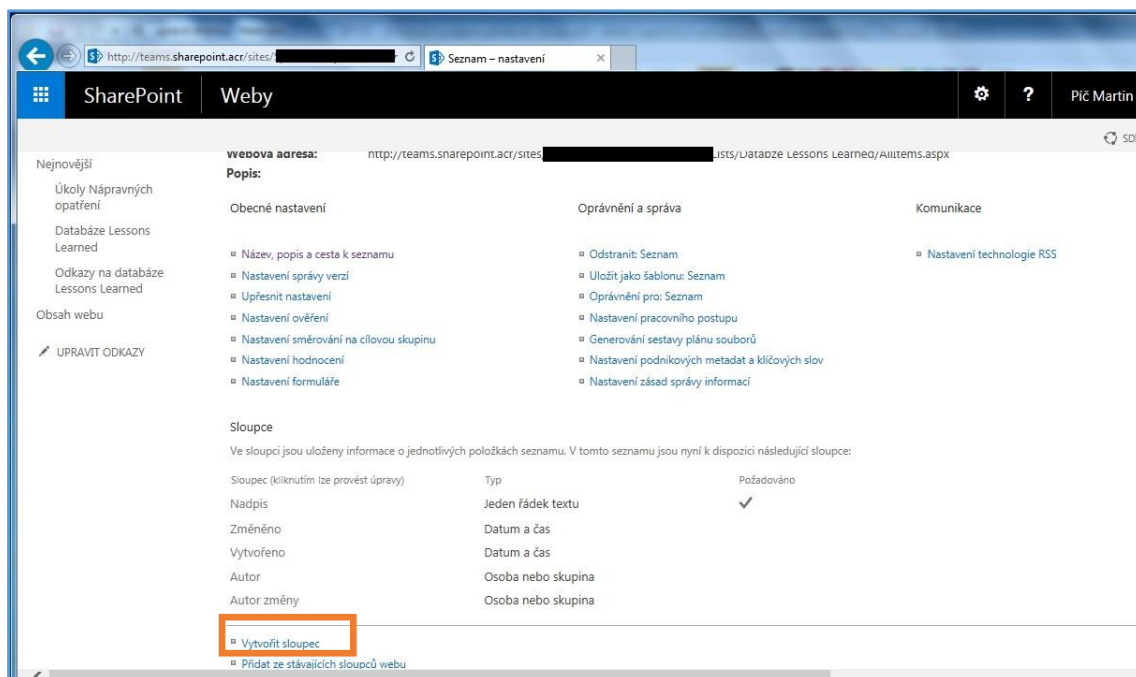 http://teams.sharepoint.acr/sites/
Seznam – nastavení
SharePoint
Weby
?
Píč Martin
Nejnovější
Úkoly Nápravných
opatření
Databáze Lessons
Learned
Odkazy na databáze
Lessons Learned
Obsah webu
UPRAVIT ODKAZY
Webová adresa: http://teams.sharepoint.acr/sites Lists/Databze Lessons Learned/AllItems.aspx
Popis:
Obecné nastavení Oprávnění a správa Komunikace
Název, popis a cesta k seznamu Odstranit: Seznam Nastavení technologie RSS
Nastavení správy verzí Uložit jako šablonu: Seznam
Upřesnit nastavení Oprávnění pro: Seznam
Nastavení ověření Nastavení pracovního postupu
Nastavení směrování na cílovou skupinu Generování sestavy plánu souborů
Nastavení hodnocení Nastavení podnikových metadat a klíčových slov
Nastavení formuláře Nastavení zásad správy informací
Sloupce
Ve sloupci jsou uloženy informace o jednotlivých položkách seznamu. V tomto seznamu jsou nyní k dispozici následující sloupce:
Sloupec (kliknutím lze provést úpravy) Typ Požadováno
Nadpis Jeden řádek textu ✓
Změněno Datum a čas
Vytvořeno Datum a čas
Autor Osoba nebo skupina
Autor změny Osoba nebo skupina
Vytvořit sloupec
Přidat ze stávajících sloupců webu